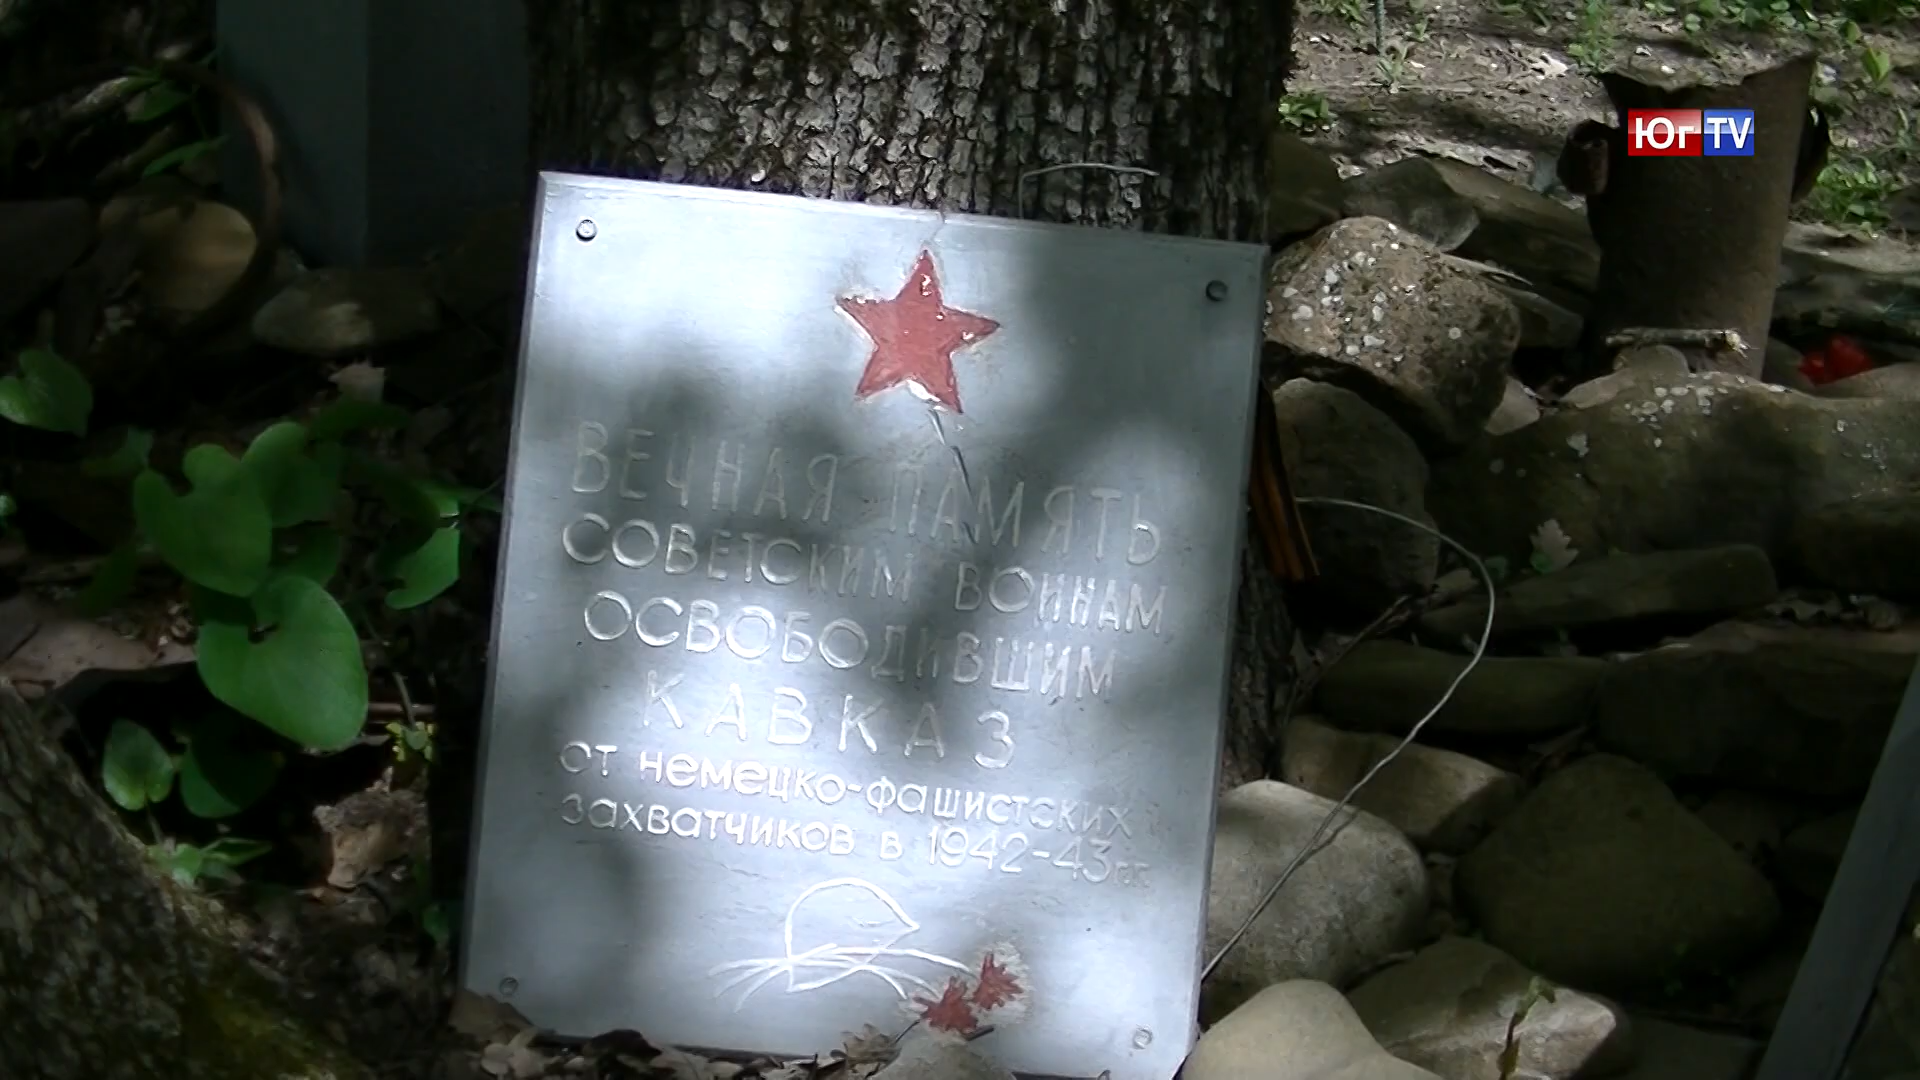 Юг TV
ВЕЧНАЯ ПАМЯТЬ
СОВЕТСКИМ ВОИНАМ
ОСВОБОДИВШИМ
КАВКАЗ
от немецко-фашистских
захватчиков в 1942-43гг.